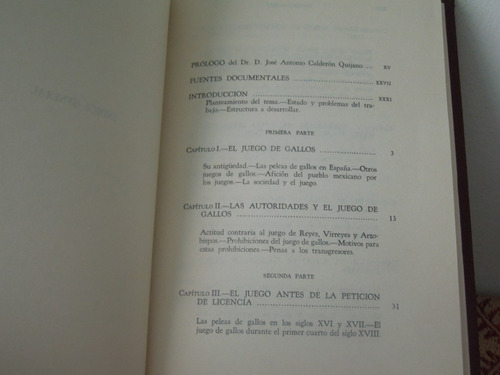 PRÓLOGO del Dr. D. José Antonio Calderón Quijano ... XV
FUENTES DOCUMENTALES ... XXVII
INTRODUCCION ... XXXI
Planteamiento del tema.—Estado y problemas del tra-
bajo.—Estructura a desarrollar.
PRIMERA PARTE
CAPÍTULO I.—EL JUEGO DE GALLOS ... 3
Su antigüedad.—Las peleas de gallos en España.—Otros
juegos de gallos.—Afición del pueblo mexicano por
los juegos.—La sociedad y el juego.
CAPÍTULO II.—LAS AUTORIDADES Y EL JUEGO DE
GALLOS ... 13
Actitud contraria al juego de Reyes, Virreyes y Arzo-
bispos.—Prohibiciones del juego de gallos.—Motivos para
estas prohibiciones.—Penas a los transgresores.
SEGUNDA PARTE
CAPÍTULO III.—EL JUEGO ANTES DE LA PETICION
DE LICENCIA ... 31
Las peleas de gallos en los siglos XVI y XVII.—El
juego de gallos durante el primer cuarto del siglo XVIII.